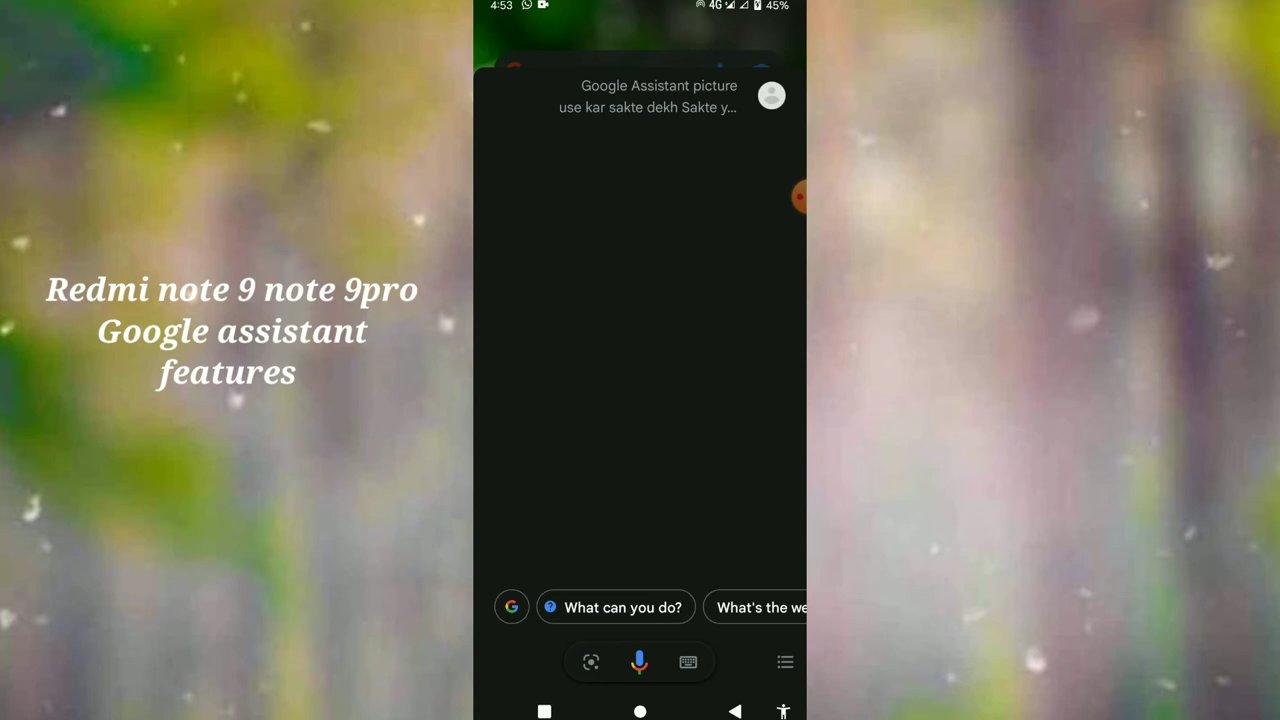 4:53
4G
45%
Google Assistant picture
use kar sakte dekh Sakte y...
Redmi note 9 note 9pro
Google assistant
features
What can you do?
What's the we